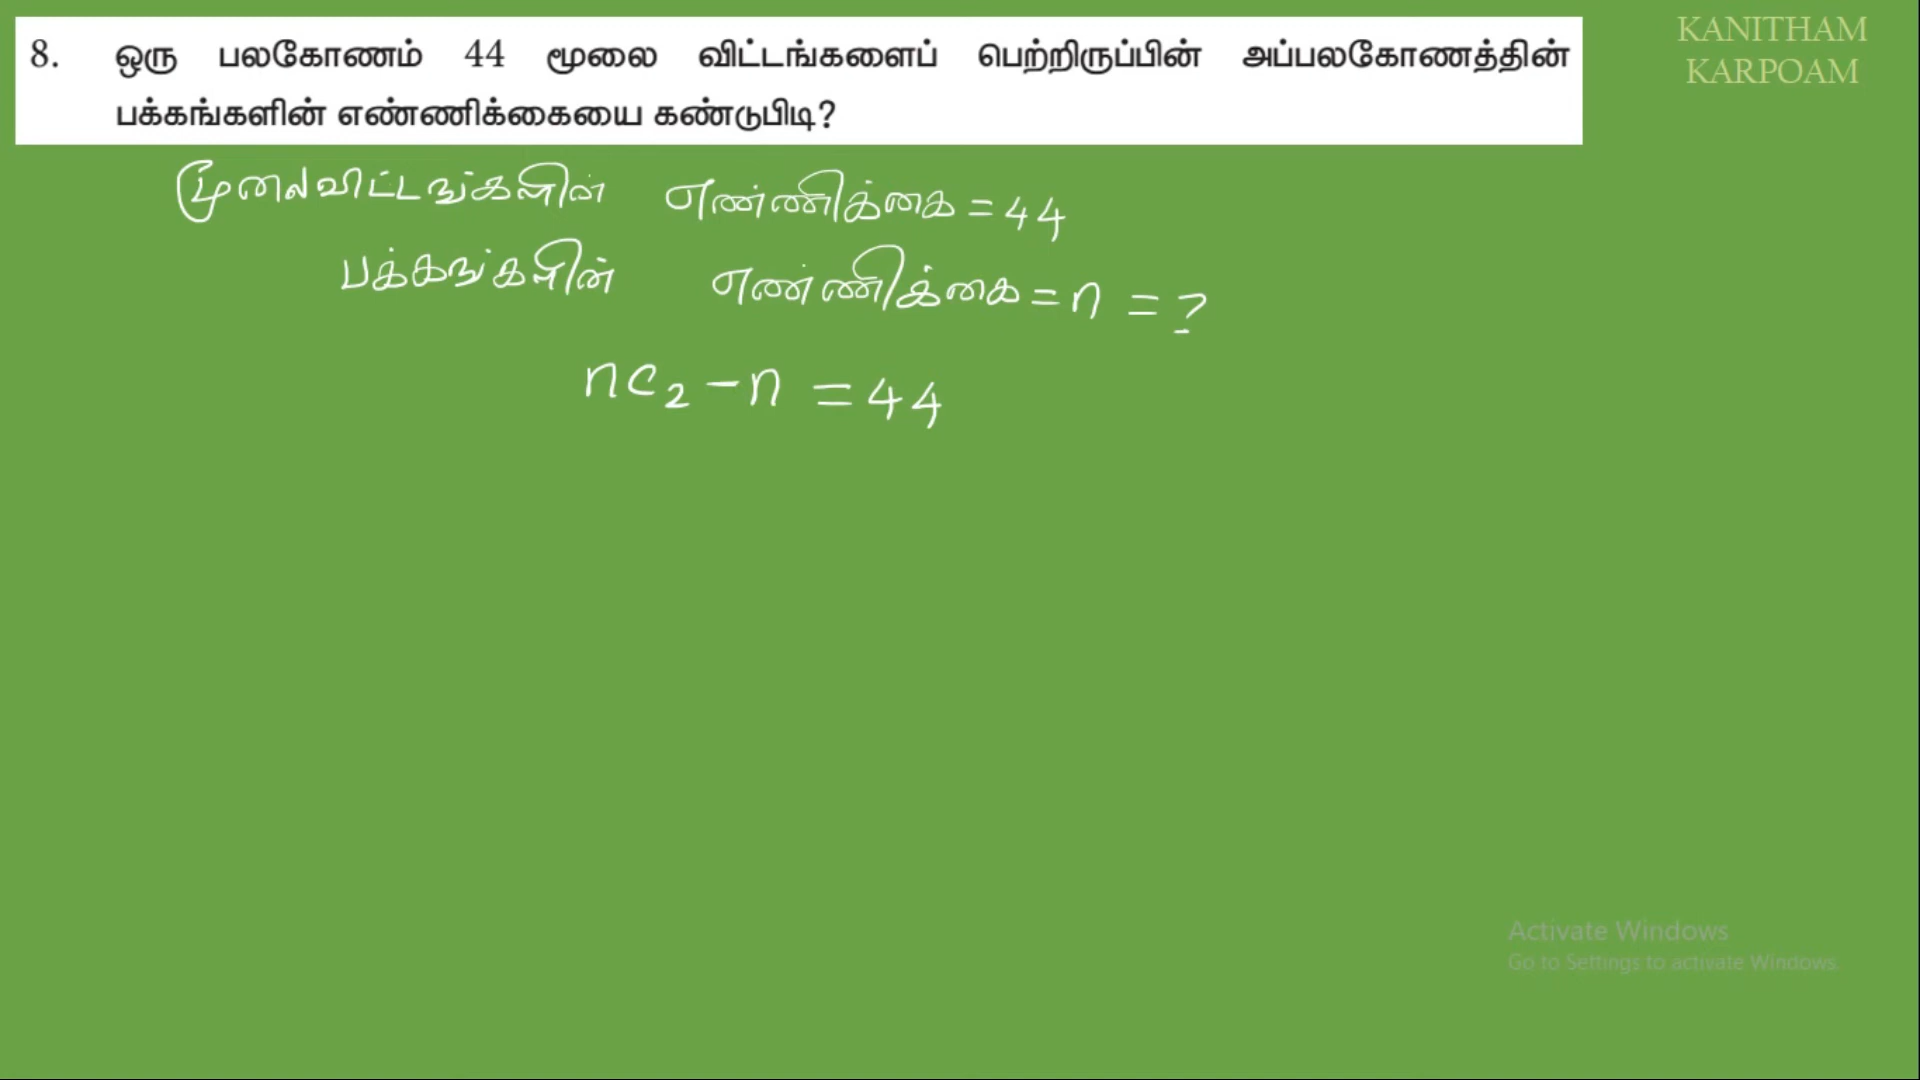 8. ஒரு பலகோணம் 44 மூலை விட்டங்களைப் பெற்றிருப்பின் அப்பலகோணத்தின்
பக்கங்களின் எண்ணிக்கையை கண்டுபிடி?
KANITHAM
KARPOAM
மூலைவிட்டங்களின் எண்ணிக்கை = 44
பக்கங்களின் எண்ணிக்கை = n = ?
nC₂ - n = 44
Activate Windows
Go to Settings to activate Windows.